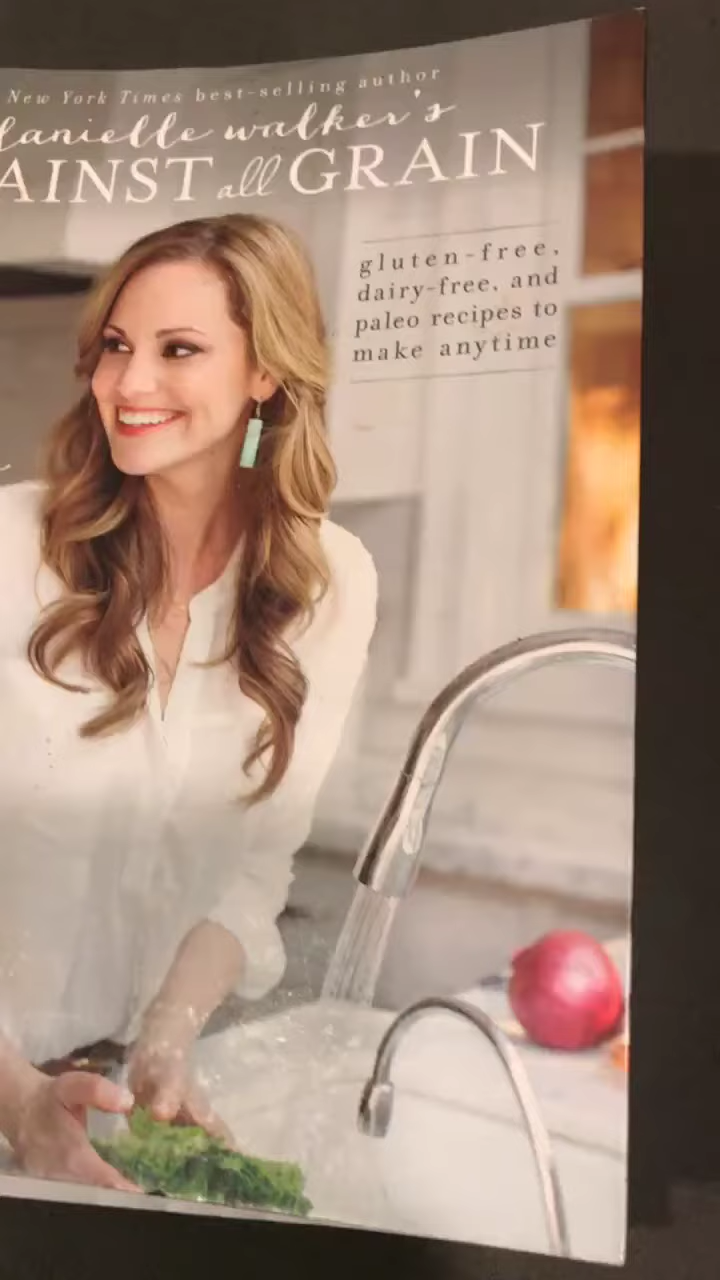 New York Times best-selling author
danielle walker's
AINST all GRAIN
gluten-free,
dairy-free, and
paleo recipes to
make anytime